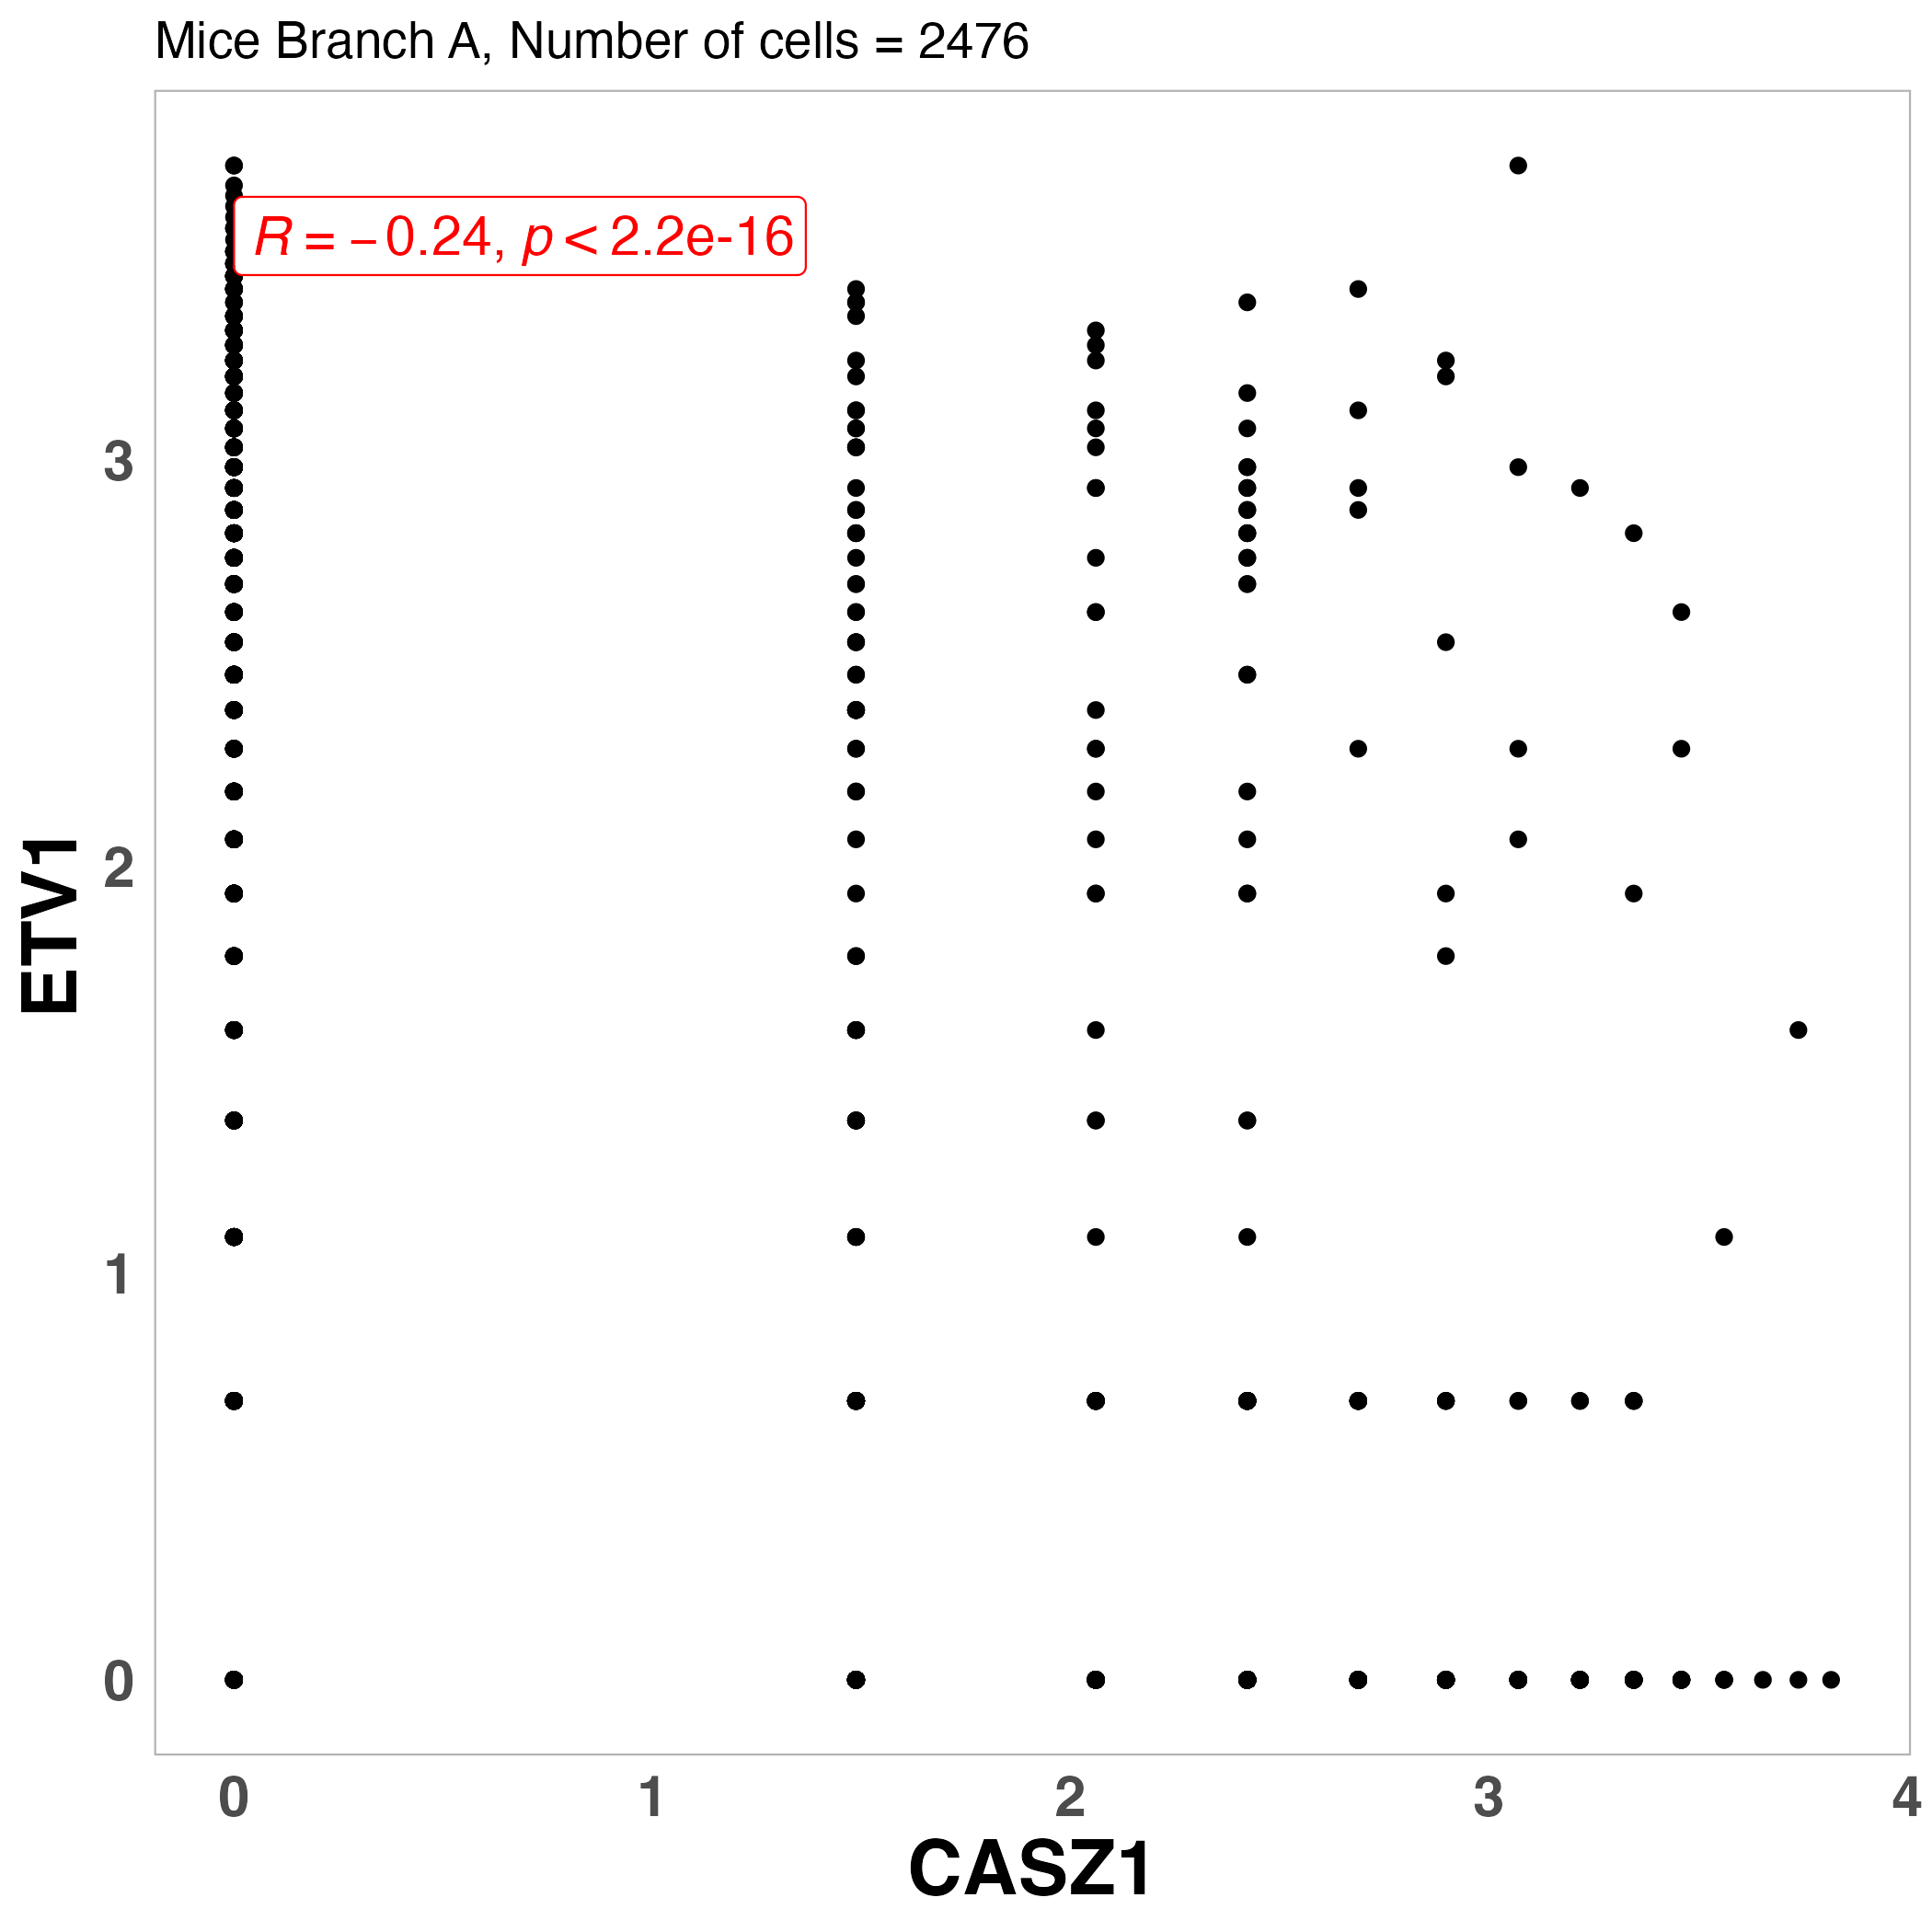 Mice Branch A, Number of cells = 2476
R = −0.24, p < 2.2e-16
3
2
1
0
ETV1
0 1 2 3 4
CASZ1